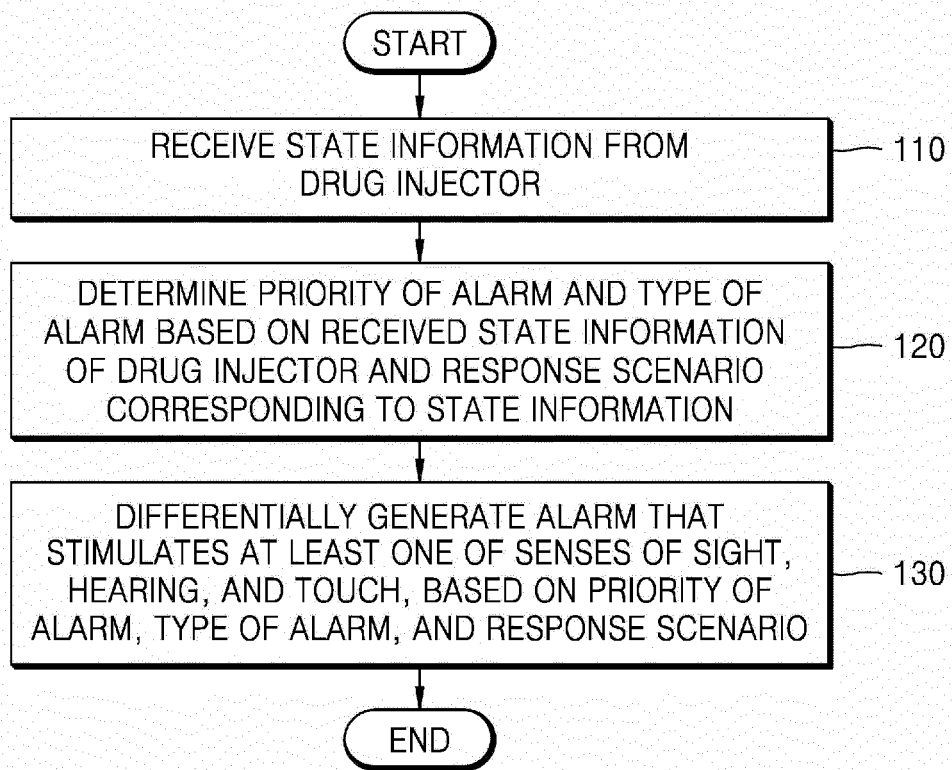 START
RECEIVE STATE INFORMATION FROM
DRUG INJECTOR
110
DETERMINE PRIORITY OF ALARM AND TYPE OF
ALARM BASED ON RECEIVED STATE INFORMATION
OF DRUG INJECTOR AND RESPONSE SCENARIO
CORRESPONDING TO STATE INFORMATION
120
DIFFERENTIALLY GENERATE ALARM THAT
STIMULATES AT LEAST ONE OF SENSES OF SIGHT,
HEARING, AND TOUCH, BASED ON PRIORITY OF
ALARM, TYPE OF ALARM, AND RESPONSE SCENARIO
130
END